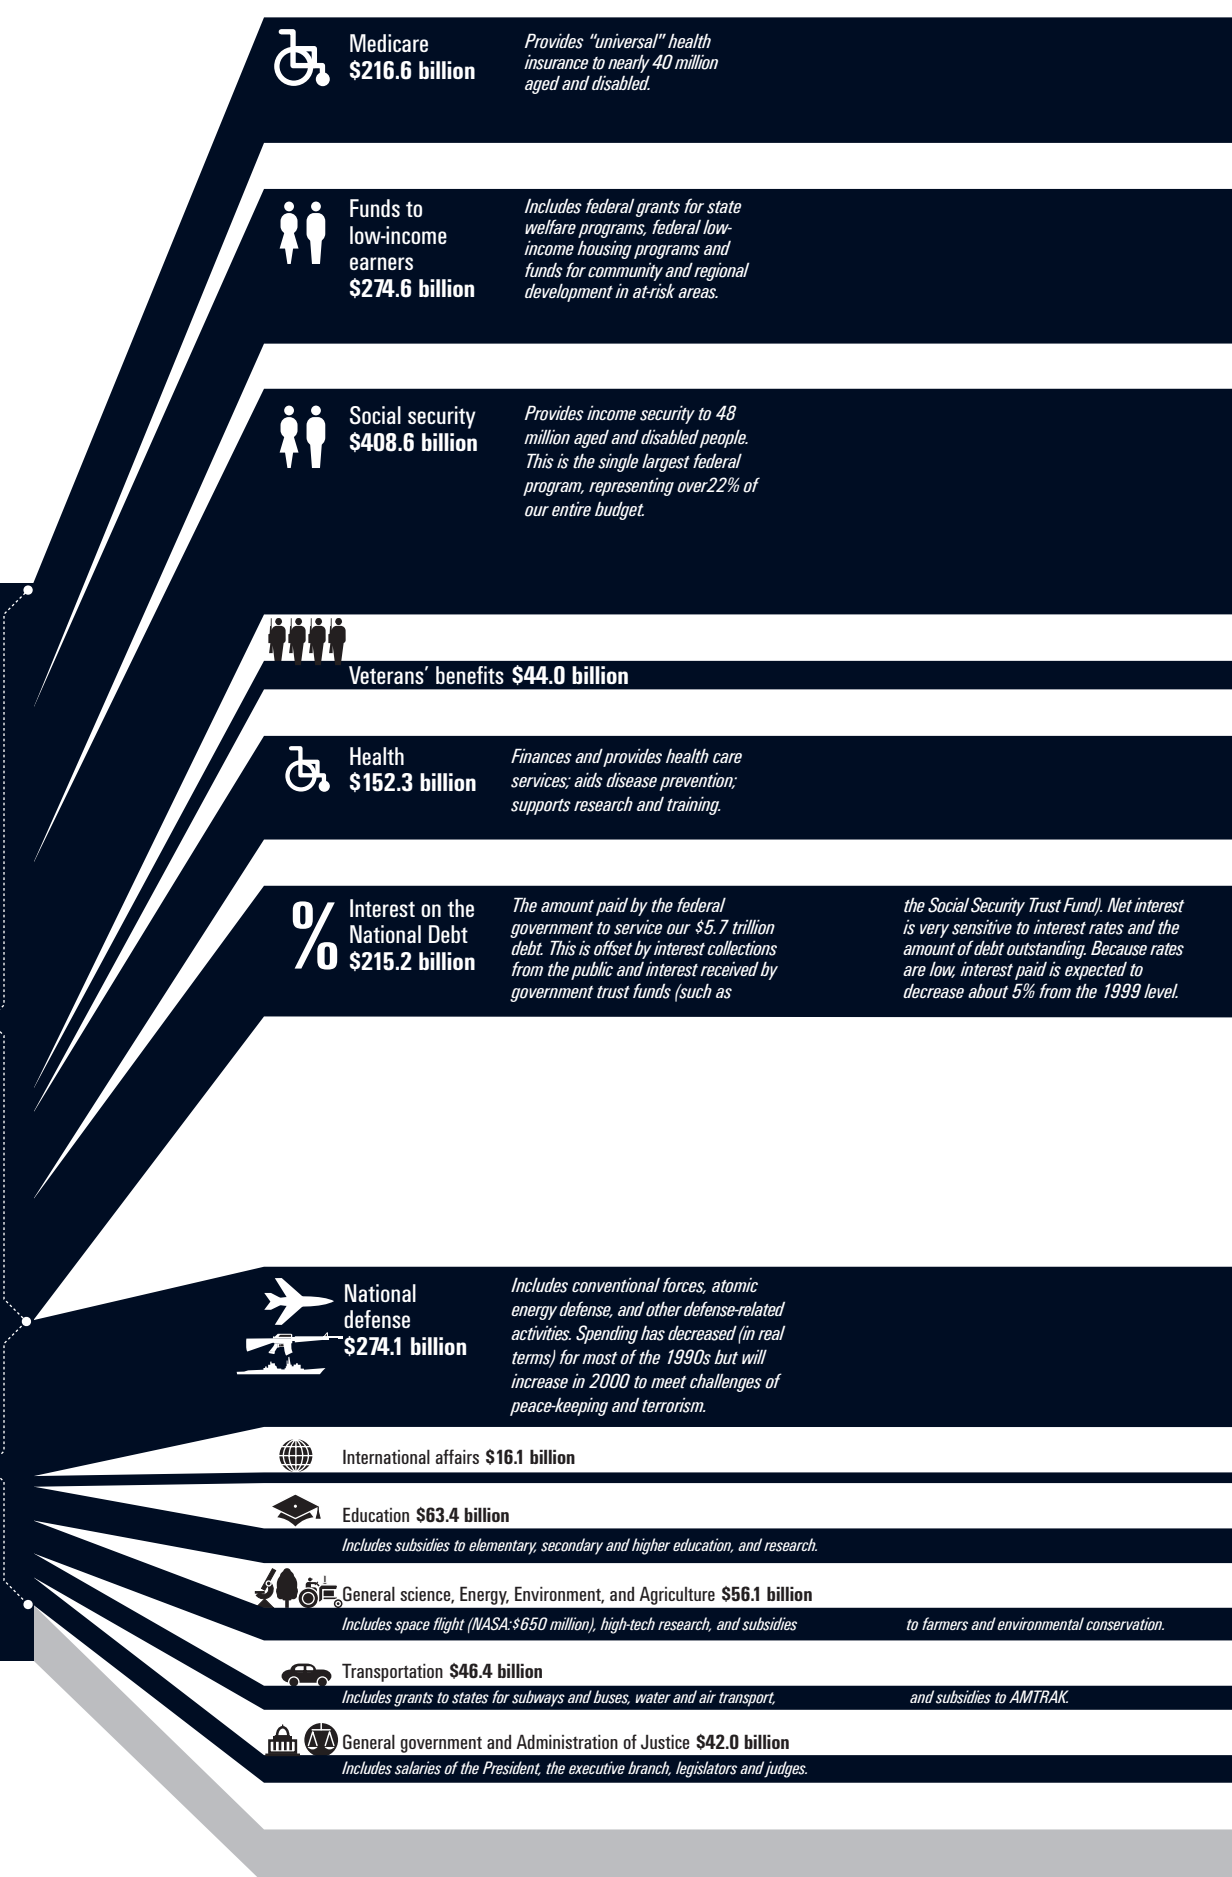 Medicare
$216.6 billion
Provides “universal” health
insurance to nearly 40 million
aged and disabled.
Funds to
low-income
earners
$274.6 billion
Includes federal grants for state
welfare programs, federal low-
income housing programs and
funds for community and regional
development in at-risk areas.
Social security
$408.6 billion
Provides income security to 48
million aged and disabled people.
This is the single largest federal
program, representing over22% of
our entire budget.
Veterans’ benefits $44.0 billion
Health
$152.3 billion
Finances and provides health care
services; aids disease prevention;
supports research and training.
%
Interest on the
National Debt
$215.2 billion
The amount paid by the federal
government to service our $5.7 trillion
debt. This is offset by interest collections
from the public and interest received by
government trust funds (such as
the Social Security Trust Fund). Net interest
is very sensitive to interest rates and the
amount of debt outstanding. Because rates
are low, interest paid is expected to
decrease about 5% from the 1999 level.
National
defense
$274.1 billion
Includes conventional forces, atomic
energy defense, and other defense-related
activities. Spending has decreased (in real
terms) for most of the 1990s but will
increase in 2000 to meet challenges of
peace-keeping and terrorism.
International affairs $16.1 billion
Education $63.4 billion
Includes subsidies to elementary, secondary and higher education, and research.
General science, Energy, Environment, and Agriculture $56.1 billion
Includes space flight (NASA:$650 million), high-tech research, and subsidies to farmers and environmental conservation.
Transportation $46.4 billion
Includes grants to states for subways and buses, water and air transport, and subsidies to AMTRAK.
General government and Administration of Justice $42.0 billion
Includes salaries of the President, the executive branch, legislators and judges.